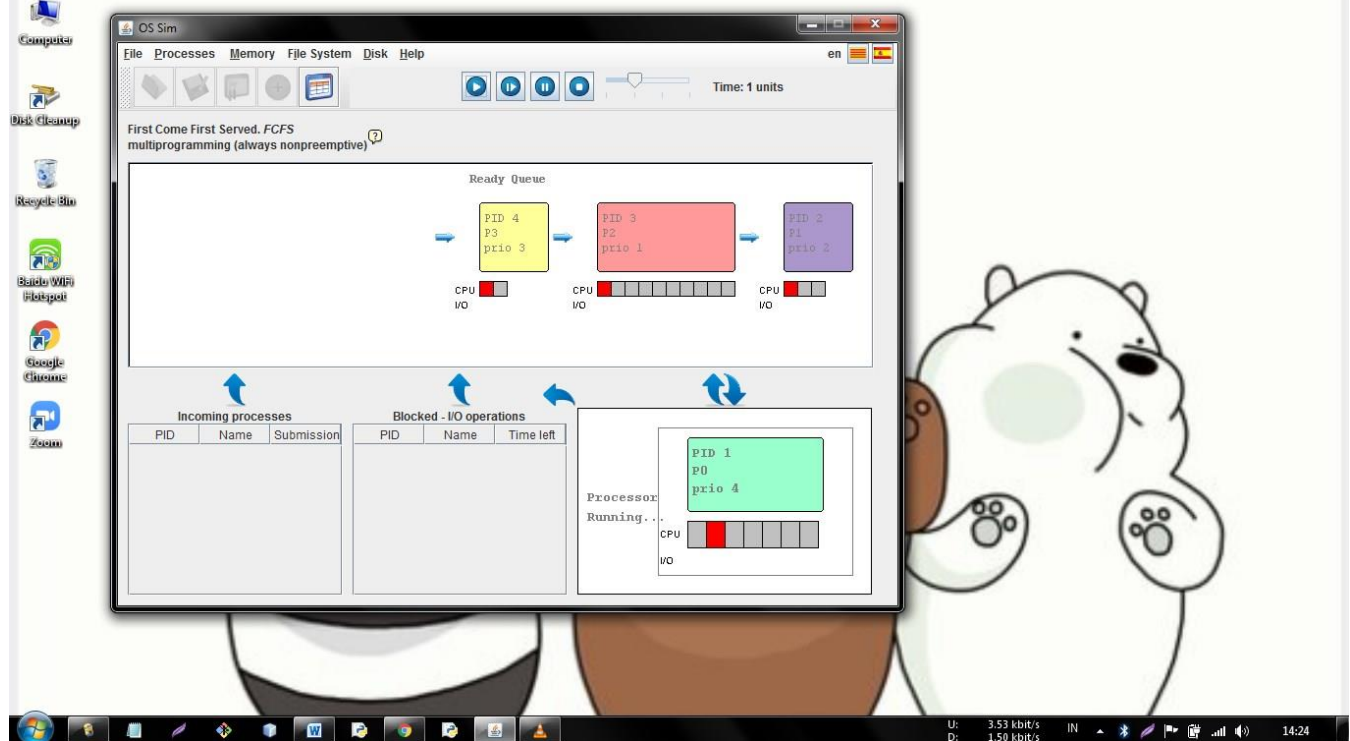 Computer
Disk Cleanup
Recycle Bin
Baidu WiFi
Hotspot
Google
Chrome
Zoom
OS Sim
File Processes Memory File System Disk Help
en
Time: 1 units
First Come First Served. FCFS
multiprogramming (always nonpreemptive)
?
Ready Queue
PID 4
P3
prio 3
CPU
I/O
PID 3
P2
prio 1
CPU
I/O
PID 2
P1
prio 2
CPU
I/O
Incoming processes
PID Name Submission
Blocked - I/O operations
PID Name Time left
Processor
Running...
PID 1
P0
prio 4
CPU
I/O
U: 3.53 kbit/s
D: 1.50 kbit/s
IN
14:24